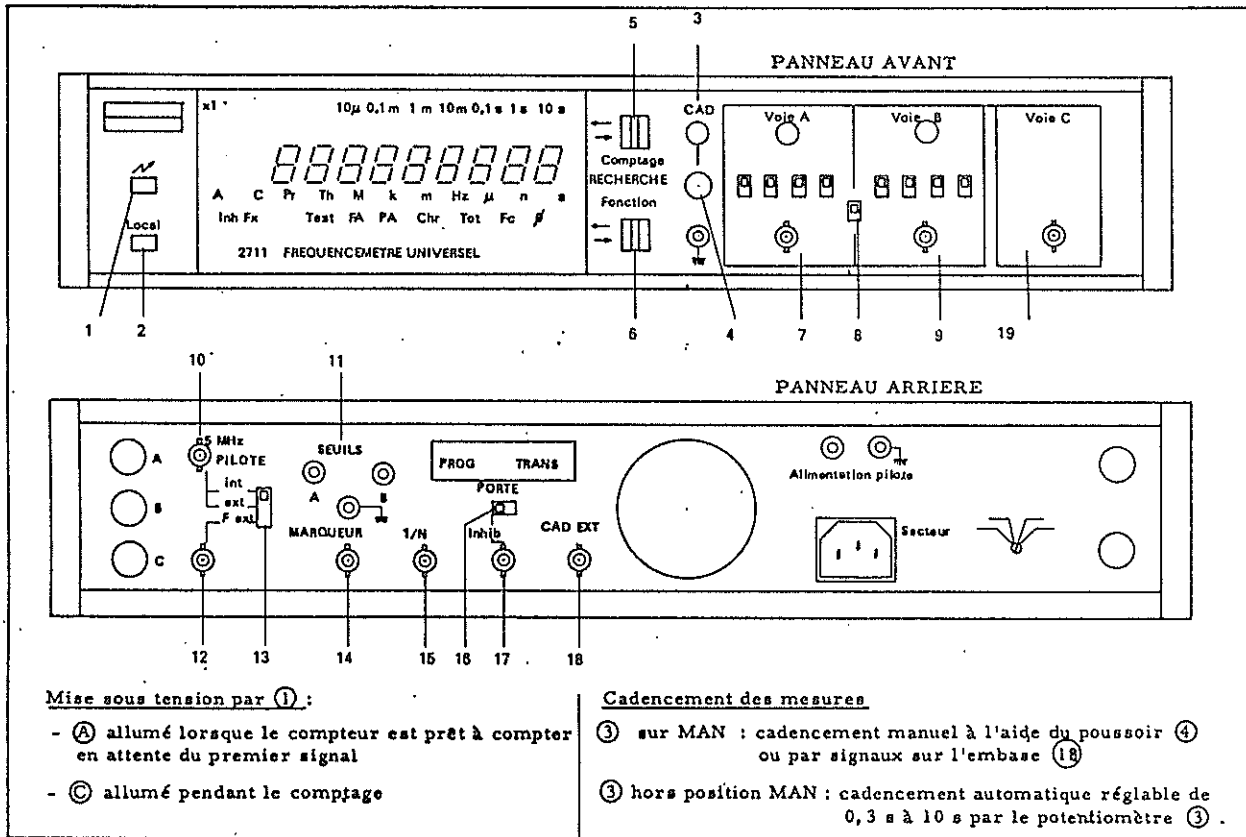 5 3
PANNEAU AVANT
x1 10µ 0,1m 1m 10m 0,1s 1s 10s
CAD Voie A Voie B Voie C
Comptage
A C Pr Th M k m Hz µ n s
RECHERCHE
Inh Fx Test FA PA Chr Tot Fc ø
Fonction
Local
2711 FREQUENCEMETRE UNIVERSEL
1 2 6 4 7 8 9 19
10 11
PANNEAU ARRIERE
5 MHz
PILOTE
SEUILS
A
PROG TRANS
Alimentation pilote
int
A B
PORTE
B
ext
F ext
MARQUEUR 1/N Inhib CAD EXT
Secteur
C
12 13 14 15 16 17 18
Mise sous tension par ① :
- Ⓐ allumé lorsque le compteur est prêt à compter
en attente du premier signal
- Ⓒ allumé pendant le comptage
Cadencement des mesures
③ sur MAN : cadencement manuel à l'aide du poussoir ④
ou par signaux sur l'embase ⑱
③ hors position MAN : cadencement automatique réglable de
0,3 s à 10 s par le potentiomètre ③ .